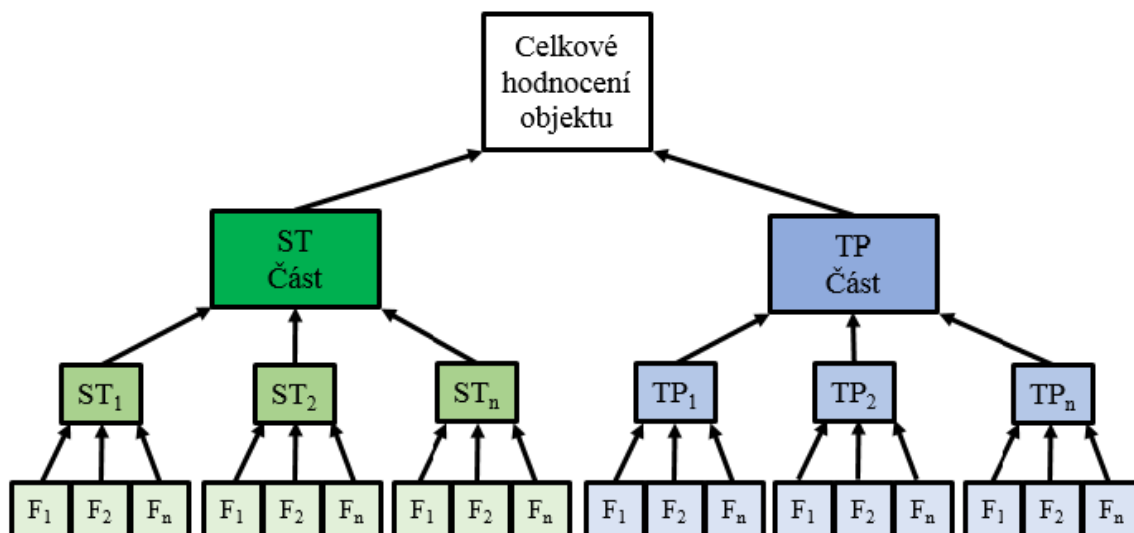 Celkové
hodnocení
objektu
ST
Část
TP
Část
ST₁
ST₂
STₙ
TP₁
TP₂
TPₙ
F₁ F₂ Fₙ
F₁ F₂ Fₙ
F₁ F₂ Fₙ
F₁ F₂ Fₙ
F₁ F₂ Fₙ
F₁ F₂ Fₙ